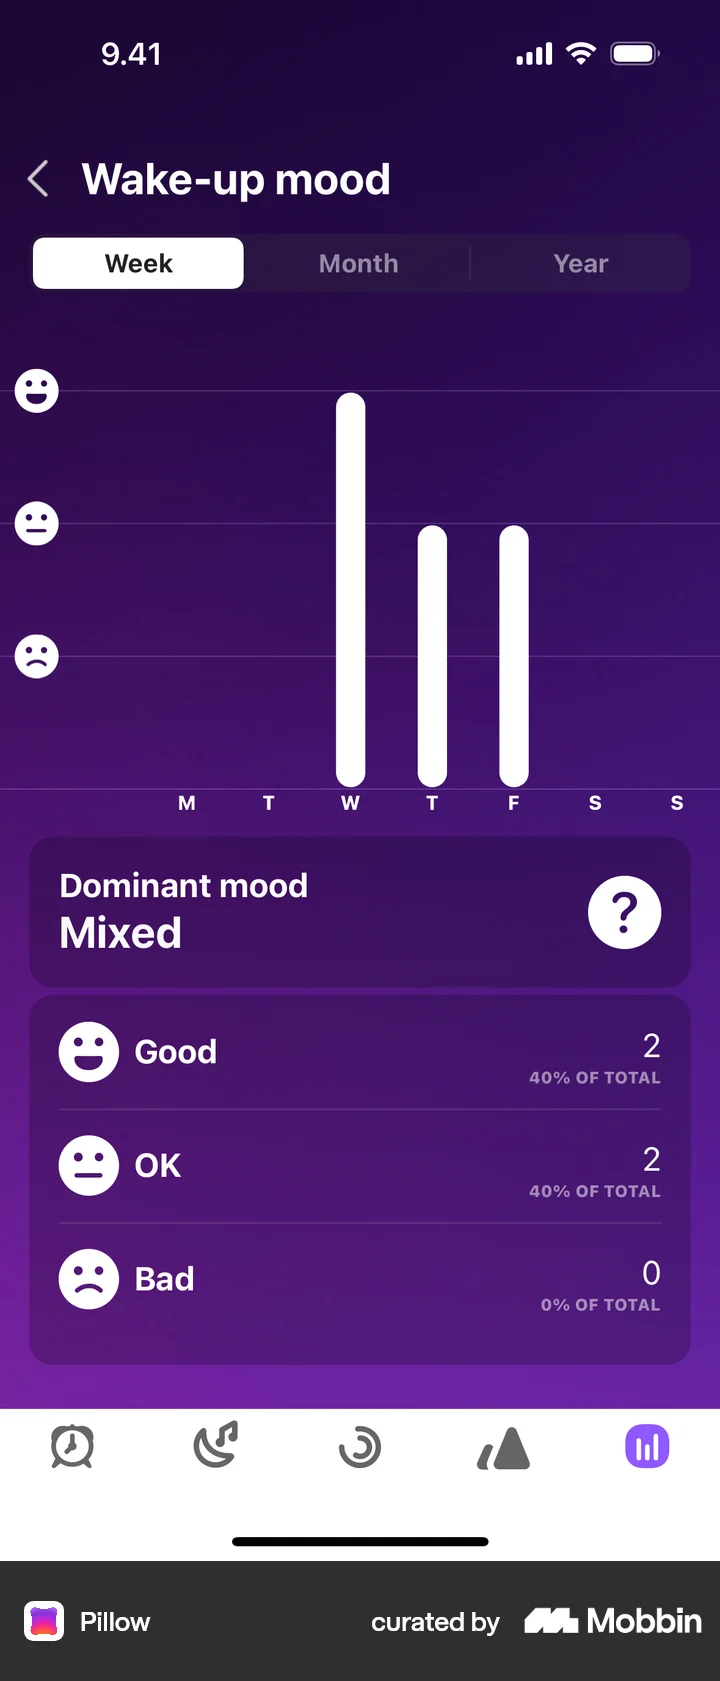 9.41
Wake-up mood
Week Month Year
M T W T F S S
Dominant mood
Mixed
?
Good 2
40% OF TOTAL
OK 2
40% OF TOTAL
Bad 0
0% OF TOTAL
Pillow curated by Mobbin